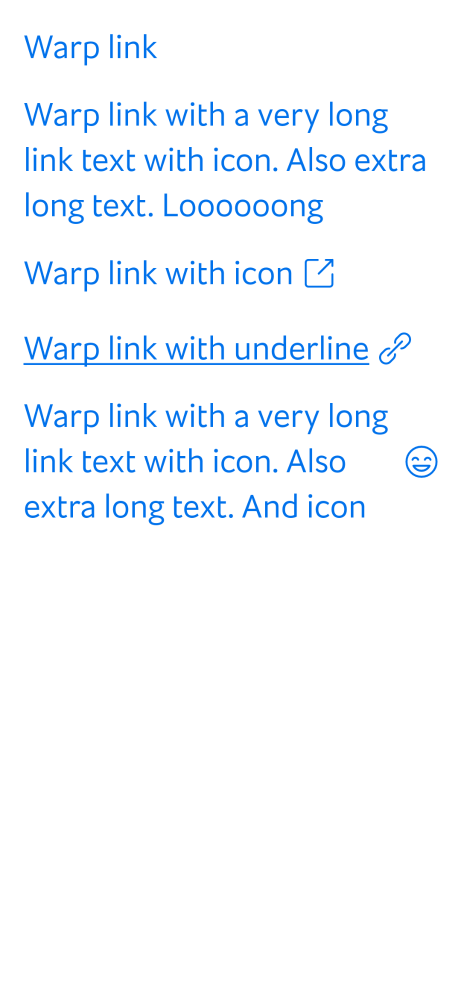 Warp link
Warp link with a very long
link text with icon. Also extra
long text. Loooooong
Warp link with icon
Warp link with underline
Warp link with a very long
link text with icon. Also
extra long text. And icon